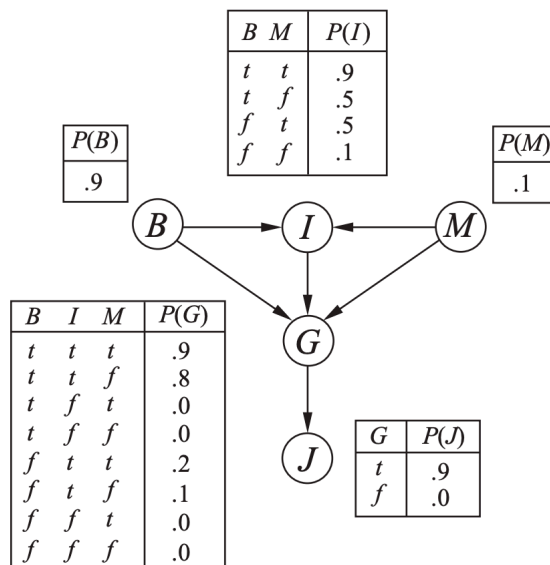 B M P(I)
t t .9
t f .5
f t .5
f f .1
P(B)
.9
P(M)
.1
B
I
M
G
J
B I M P(G)
t t t .9
t t f .8
t f t .0
t f f .0
f t t .2
f t f .1
f f t .0
f f f .0
G P(J)
t .9
f .0